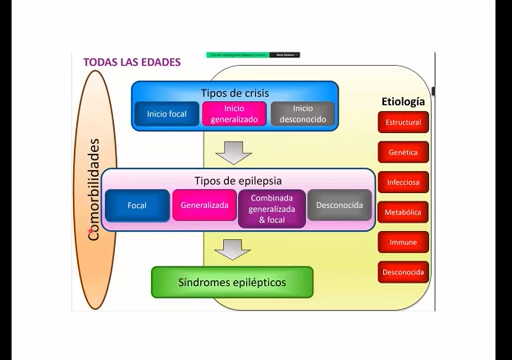 TODAS LAS EDADES
Tipos de crisis
Inicio focal
Inicio
generalizado
Inicio
desconocido
Comorbilidades
Tipos de epilepsia
Focal
Generalizada
Combinada
generalizada
& focal
Desconocida
Síndromes epilépticos
Etiología
Estructural
Genética
Infecciosa
Metabólica
Immune
Desconocida